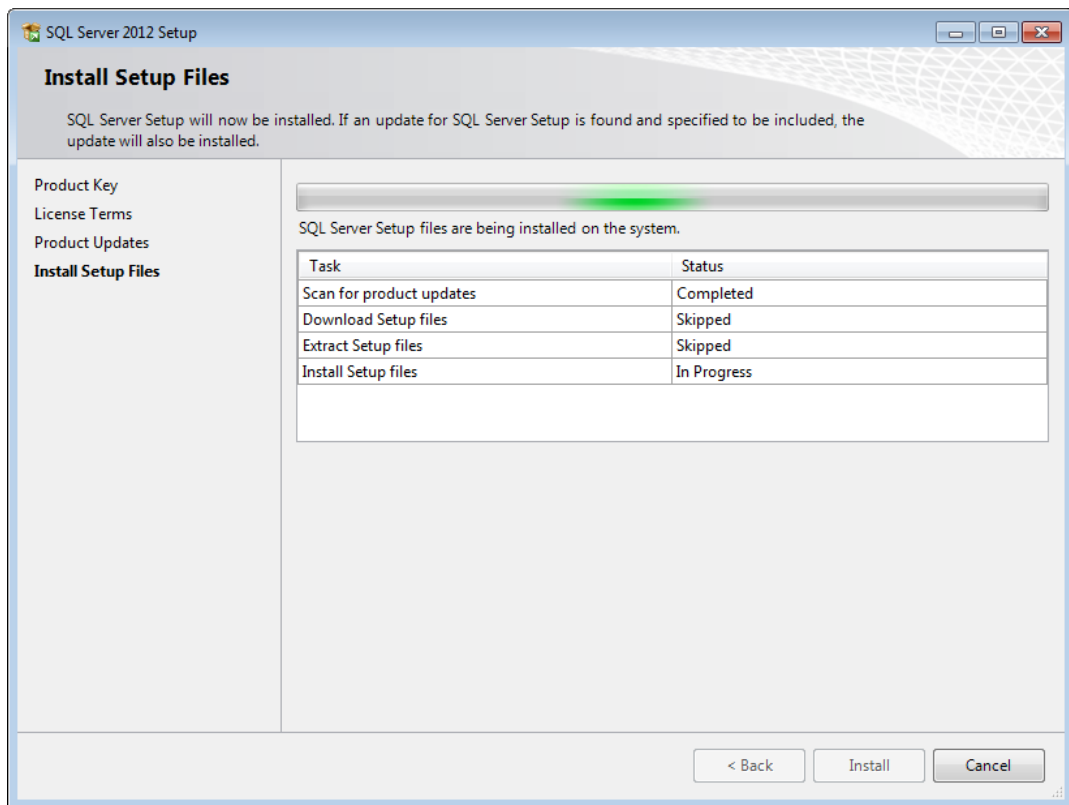 SQL Server 2012 Setup
Install Setup Files
SQL Server Setup will now be installed. If an update for SQL Server Setup is found and specified to be included, the
update will also be installed.
Product Key
License Terms
Product Updates
Install Setup Files
SQL Server Setup files are being installed on the system.
Task Status
Scan for product updates Completed
Download Setup files Skipped
Extract Setup files Skipped
Install Setup files In Progress
< Back Install Cancel